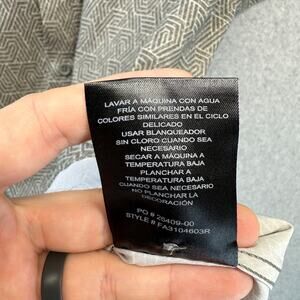 LAVAR A MÁQUINA CON AGUA
FRÍA CON PRENDAS DE
COLORES SIMILARES EN EL CICLO
DELICADO
USAR BLANQUEADOR
SIN CLORO CUANDO SEA
NECESARIO
SECAR A MÁQUINA A
TEMPERATURA BAJA
PLANCHAR A
TEMPERATURA BAJA
CUANDO SEA NECESARIO
NO PLANCHAR LA
DECORACIÓN
PO # 26409-00
STYLE # FA3104603R